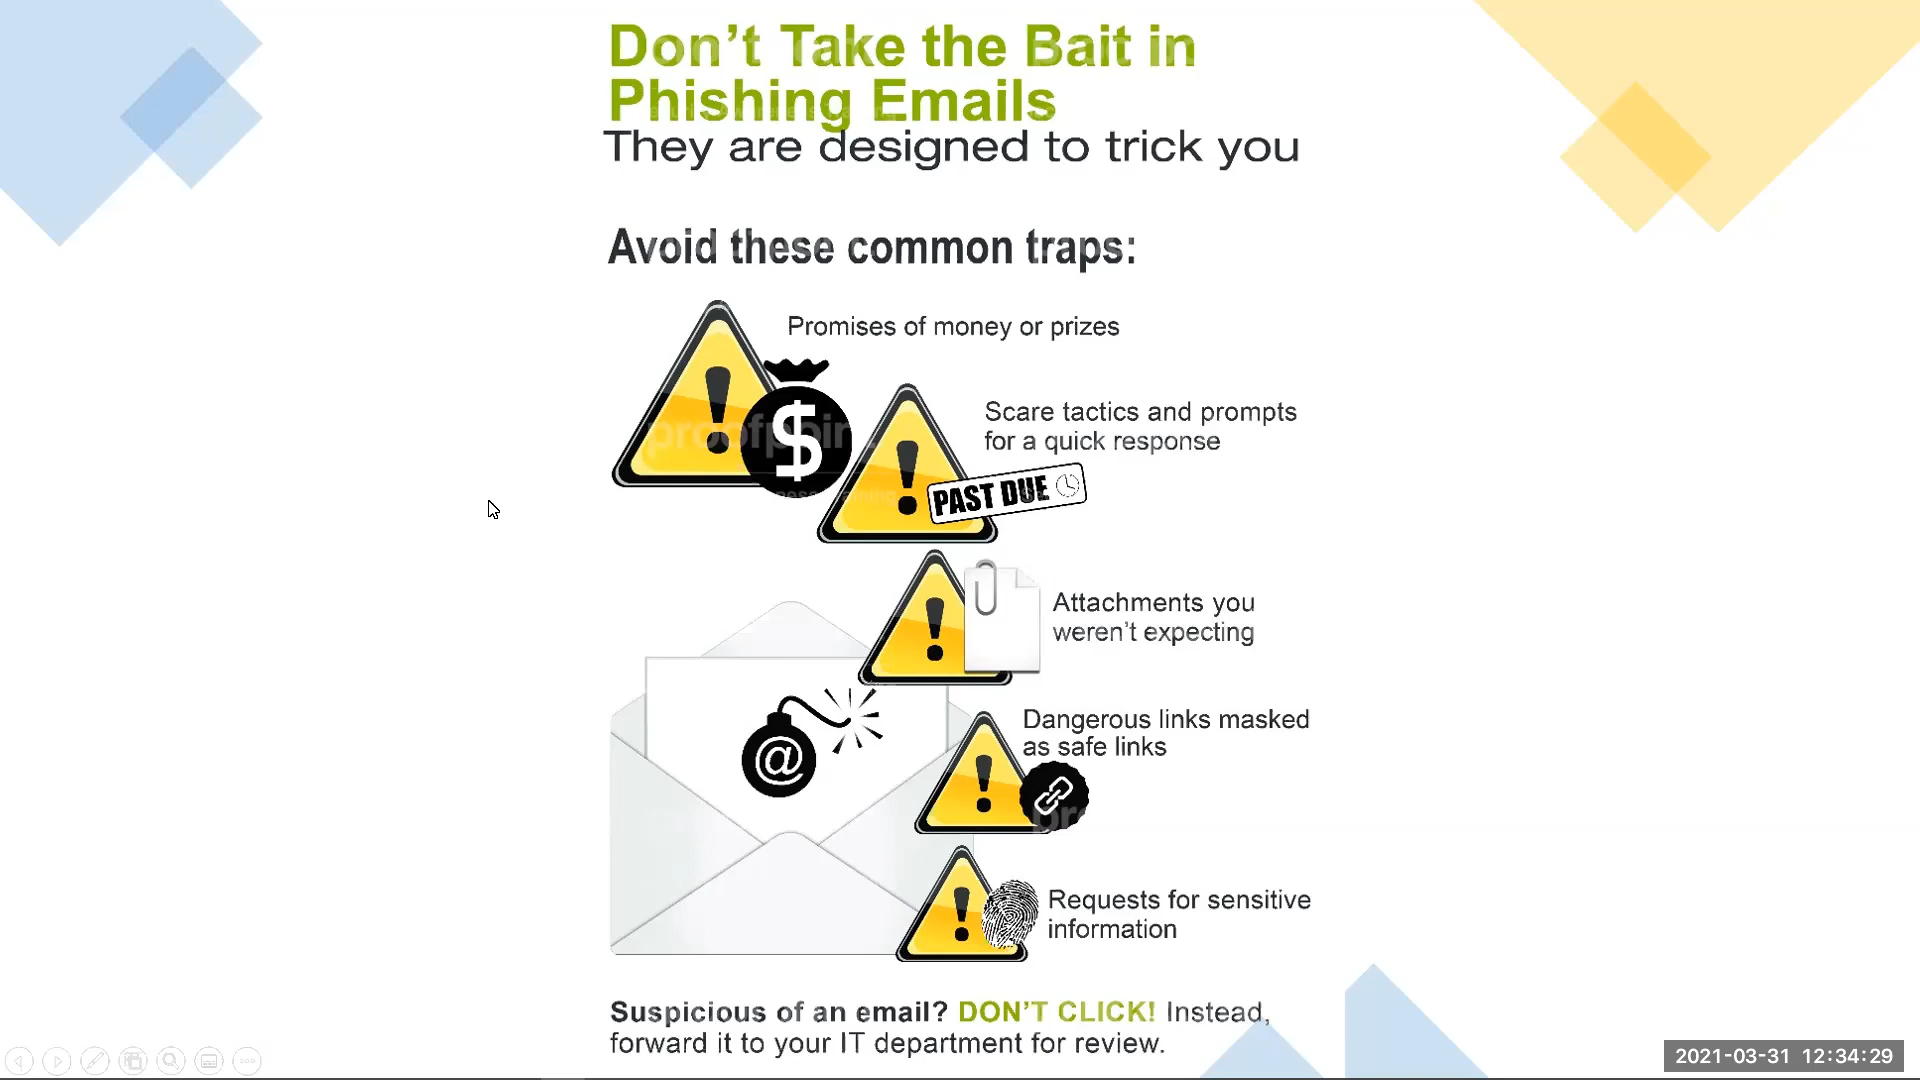 Don’t Take the Bait in
Phishing Emails
They are designed to trick you
Avoid these common traps:
Promises of money or prizes
$
Scare tactics and prompts
for a quick response
PAST DUE
proofpoint
Attachments you
weren’t expecting
Dangerous links masked
as safe links
@
Requests for sensitive
information
Suspicious of an email? DON’T CLICK! Instead,
forward it to your IT department for review.
2021-03-31 12:34:29